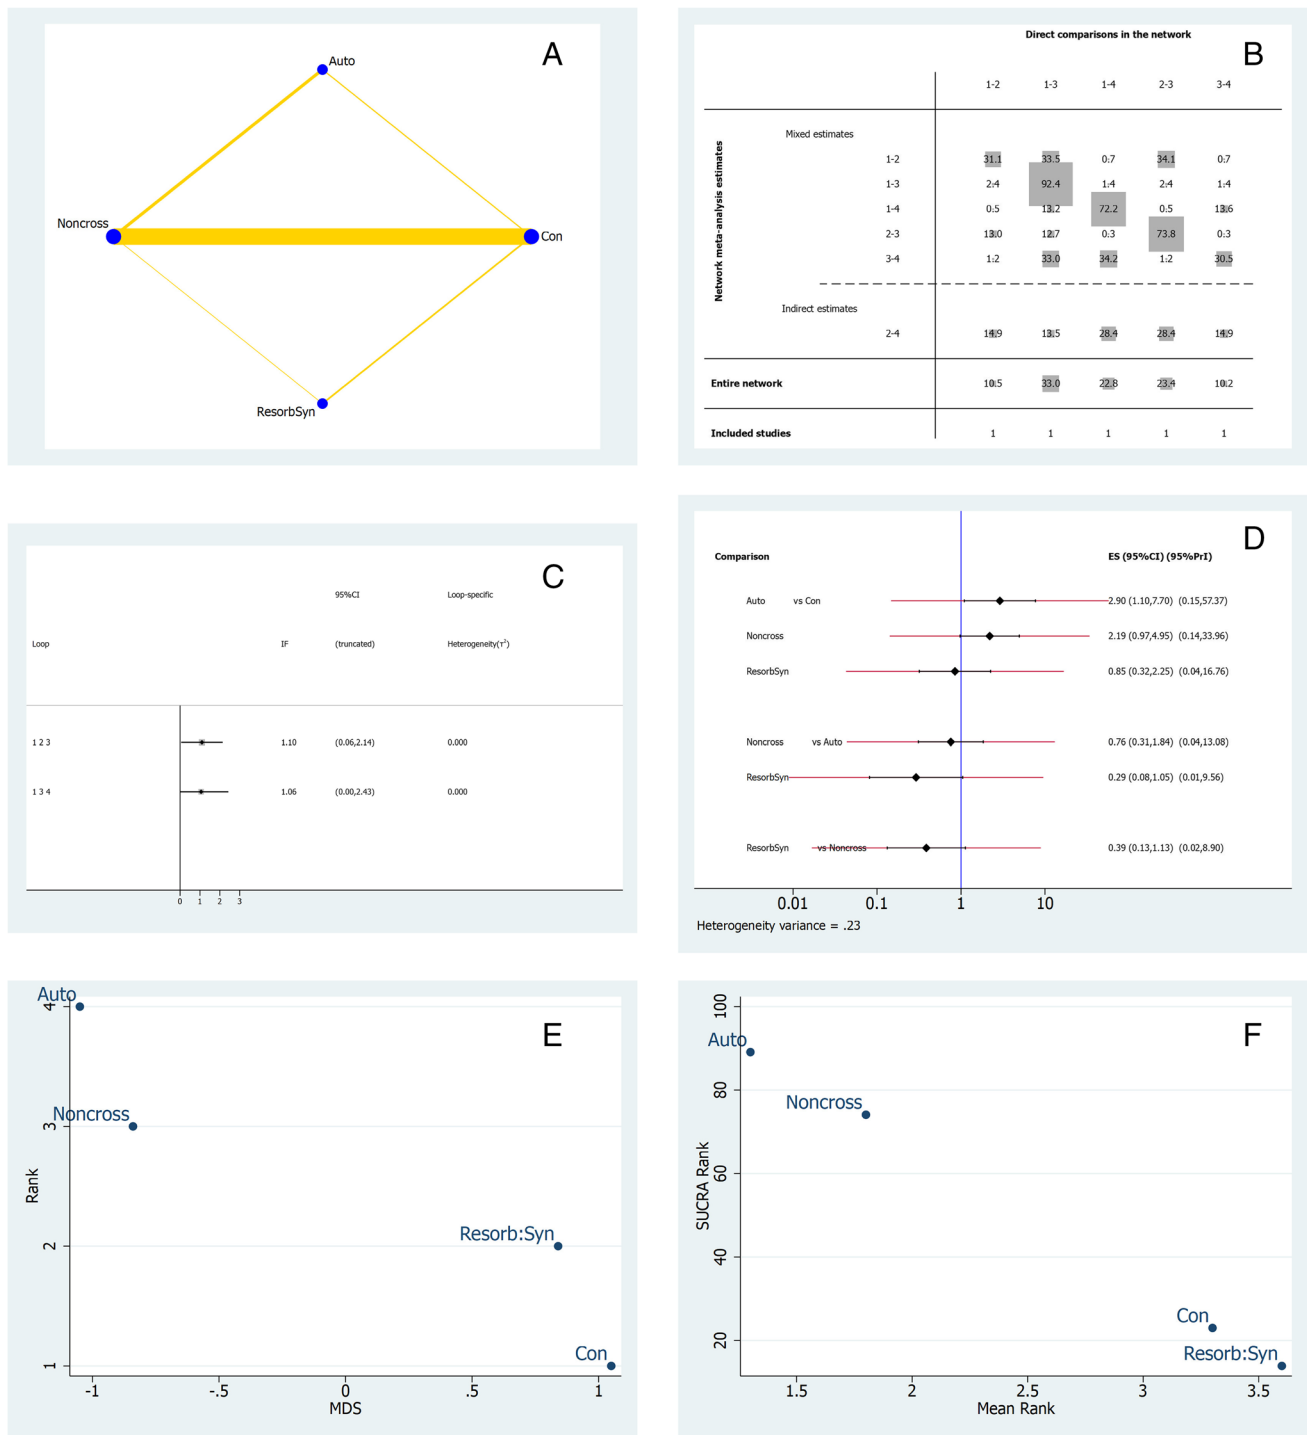 A
Auto
Noncross
Con
ResorbSyn
B
Direct comparisons in the network
1-2 1-3 1-4 2-3 3-4
Network meta-analysis estimates
Mixed estimates
1-2 31.1 33.5 0.7 34.1 0.7
1-3 2.4 92.4 1.4 2.4 1.4
1-4 0.5 13.2 72.2 0.5 13.6
2-3 13.0 12.7 0.3 73.8 0.3
3-4 1.2 33.0 34.2 1.2 30.5
Indirect estimates
2-4 14.9 13.5 28.4 28.4 14.9
Entire network 10.5 33.0 22.8 23.4 10.2
Included studies 1 1 1 1 1
C
95%CI Loop-specific
Loop IF (truncated) Heterogeneity(τ²)
1 2 3 1.10 (0.06,2.14) 0.000
1 3 4 1.06 (0.00,2.43) 0.000
0 1 2 3
D
Comparison ES (95%CI) (95%PrI)
Auto vs Con 2.90 (1.10,7.70) (0.15,57.37)
Noncross 2.19 (0.97,4.95) (0.14,33.96)
ResorbSyn 0.85 (0.32,2.25) (0.04,16.76)
Noncross vs Auto 0.76 (0.31,1.84) (0.04,13.08)
ResorbSyn 0.29 (0.08,1.05) (0.01,9.56)
ResorbSyn vs Noncross 0.39 (0.13,1.13) (0.02,8.90)
0.01 0.1 1 10
Heterogeneity variance = .23
E
Auto
Noncross
Resorb:Syn
Con
Rank
4
3
2
1
-1 -.5 0 .5 1
MDS
F
Auto
Noncross
Con
Resorb:Syn
SUCRA Rank
100
80
60
40
20
1.5 2 2.5 3 3.5
Mean Rank